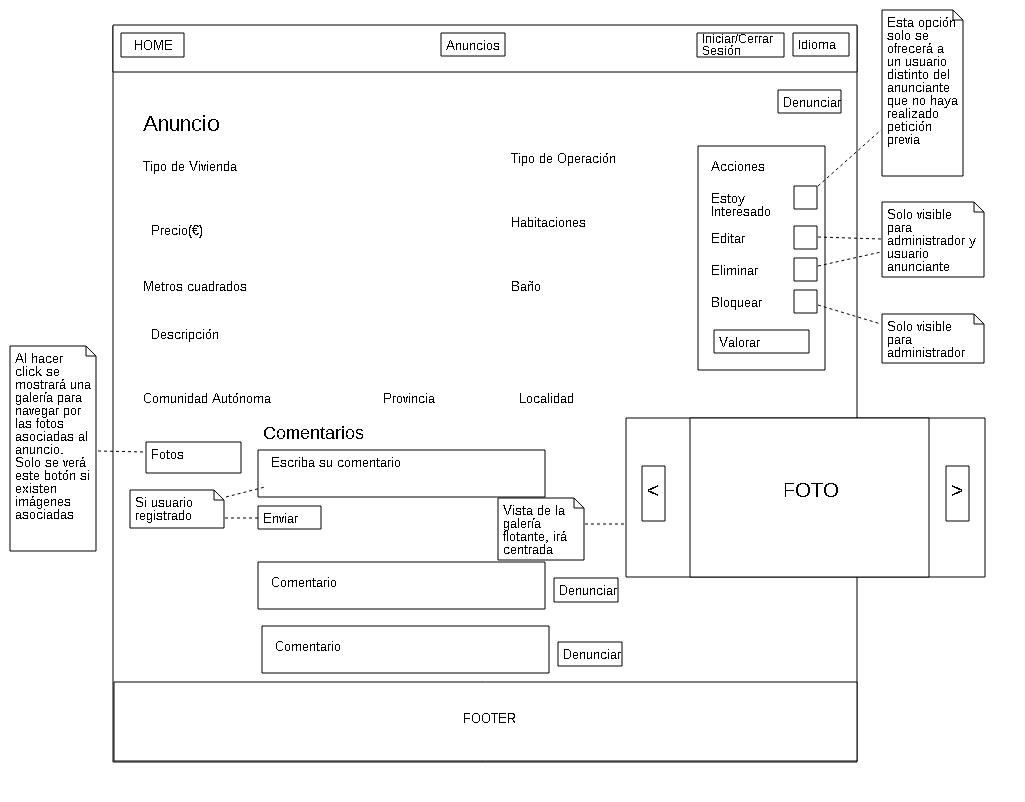 HOME
Anuncios
Iniciar/Cerrar
Sesión
Idioma
Esta opción
solo se
ofrecerá a
un usuario
distinto del
anunciante
que no haya
realizado
petición
previa
Denunciar
Anuncio
Tipo de Vivienda
Tipo de Operación
Precio(€)
Habitaciones
Metros cuadrados
Baño
Descripción
Comunidad Autónoma
Provincia
Localidad
Acciones
Estoy
Interesado
Editar
Eliminar
Bloquear
Valorar
Solo visible
para
administrador y
usuario
anunciante
Solo visible
para
administrador
Al hacer
click se
mostrará una
galería para
navegar por
las fotos
asociadas al
anuncio.
Solo se verá
este botón si
existen
imágenes
asociadas
Fotos
Comentarios
Escriba su comentario
Si usuario
registrado
Enviar
Vista de la
galería
flotante, irá
centrada
<
FOTO
>
Comentario
Denunciar
Comentario
Denunciar
FOOTER